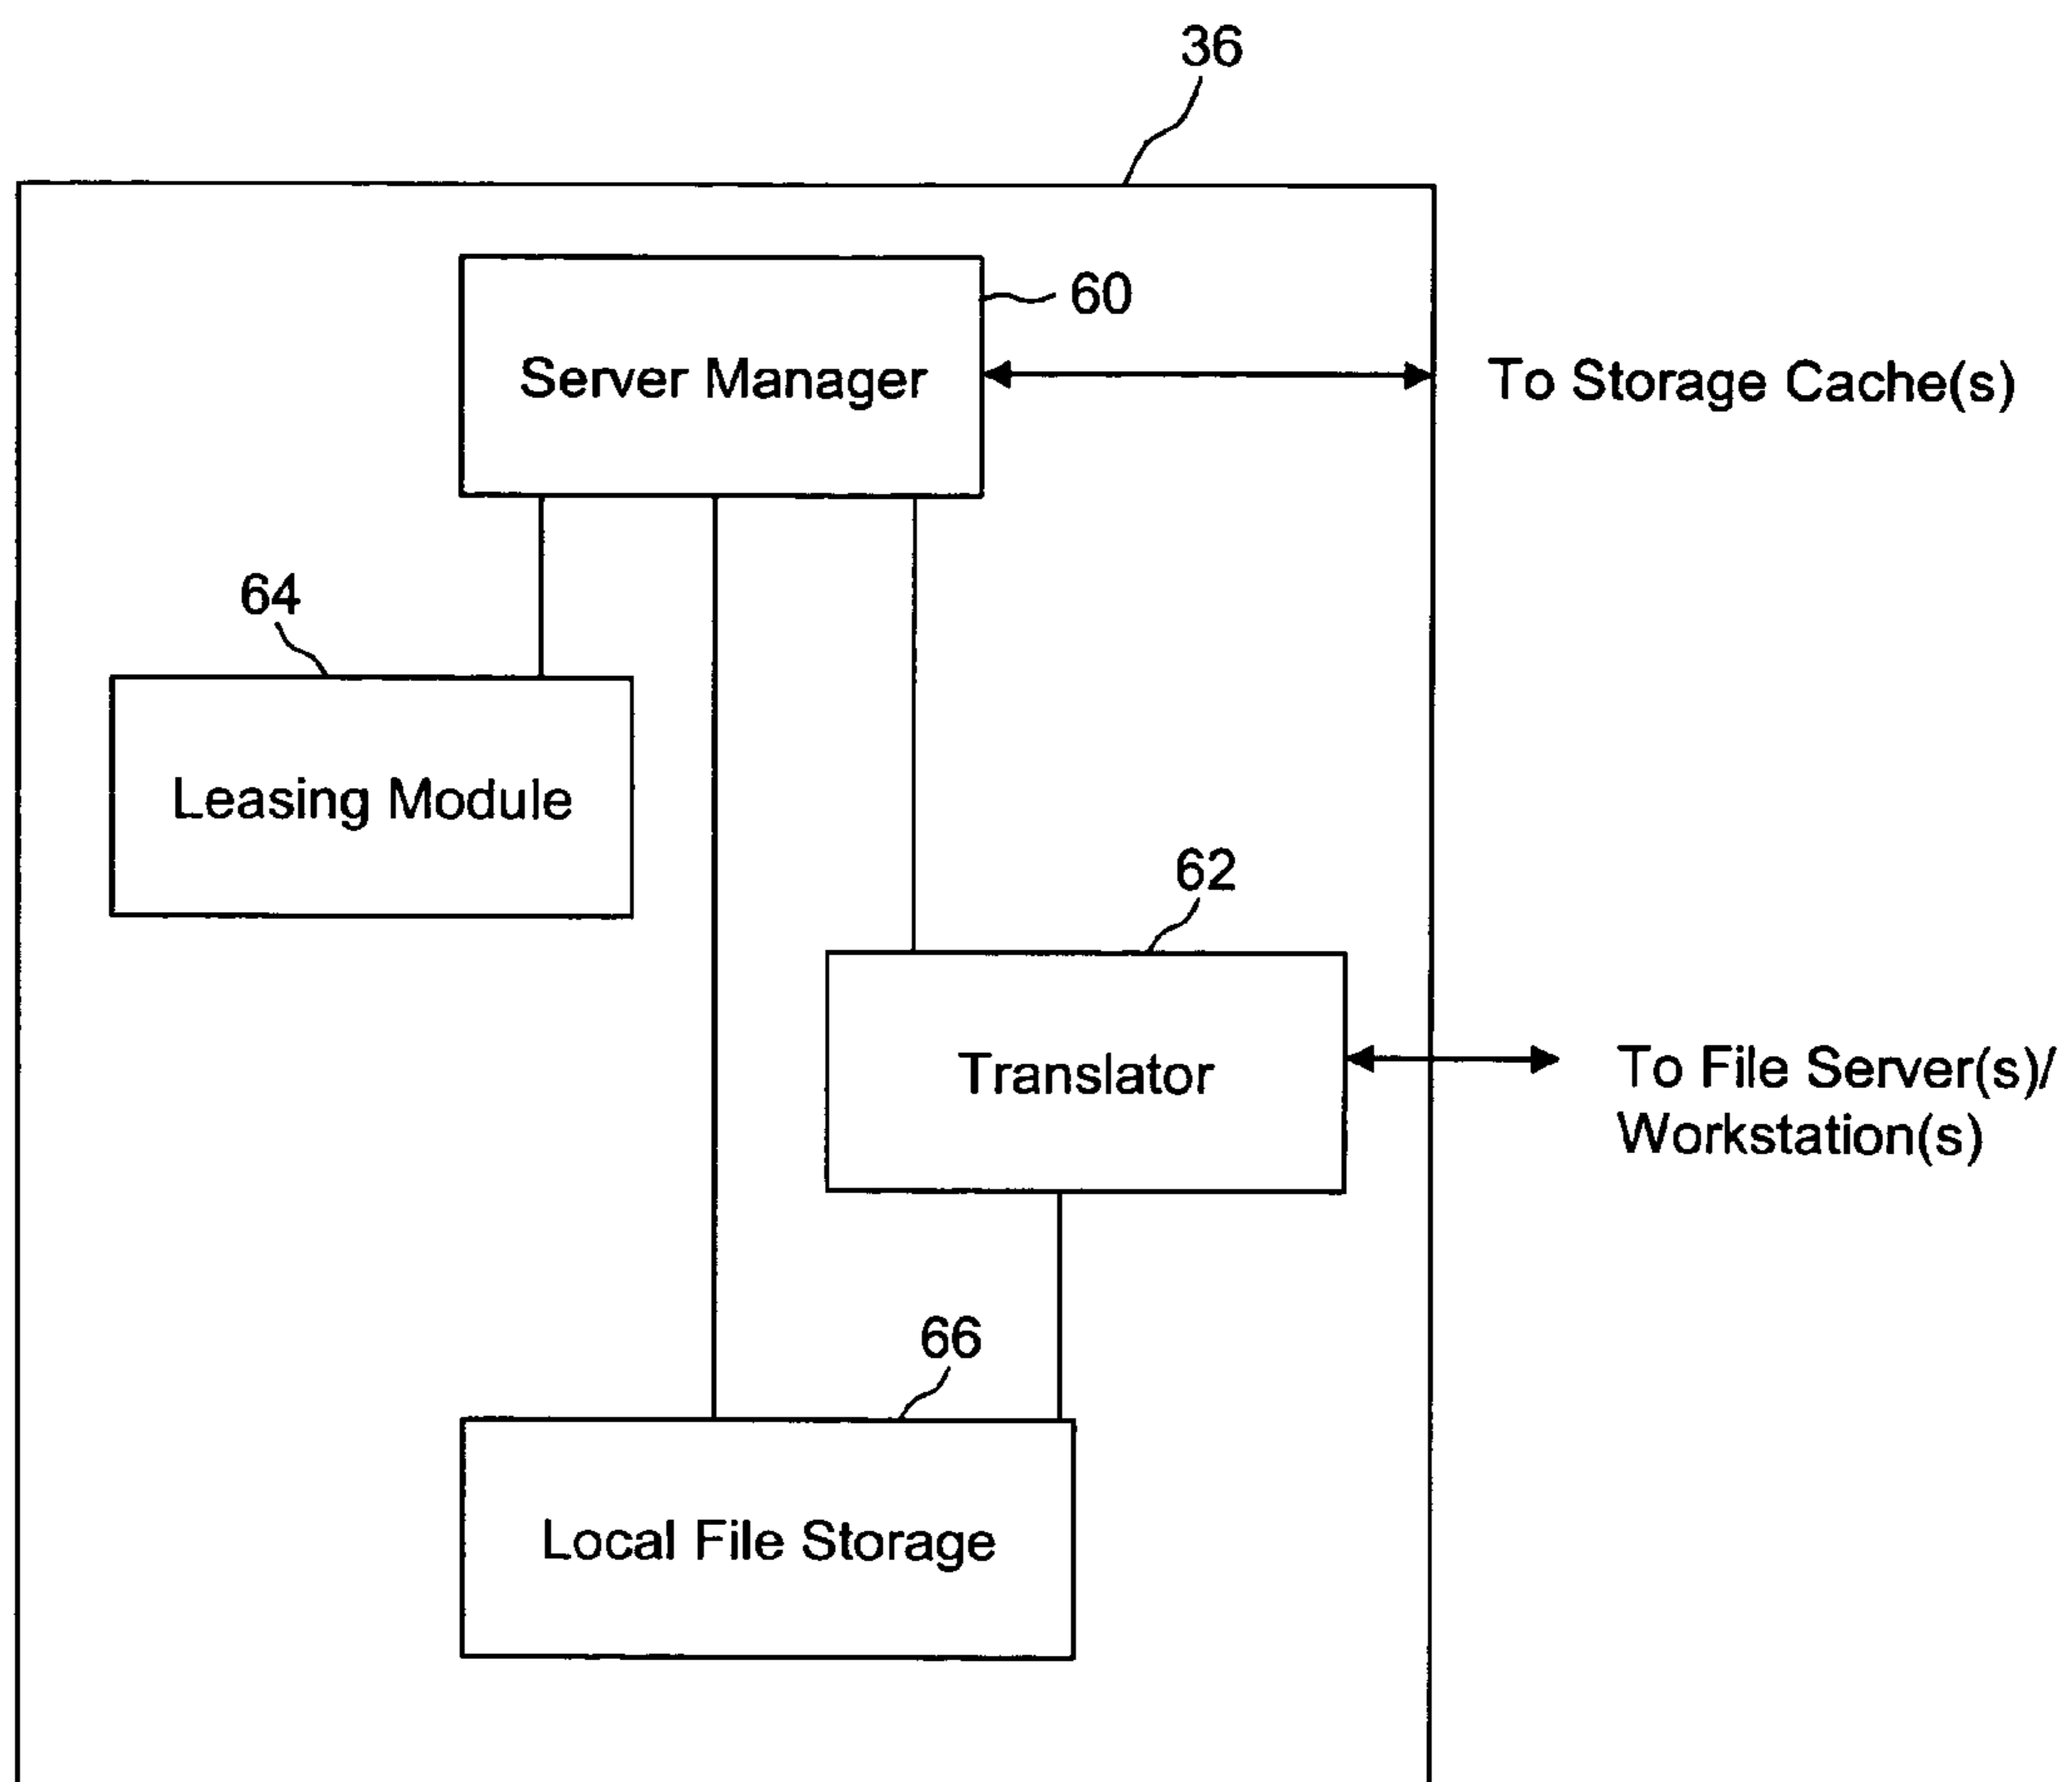 36
60
Server Manager
To Storage Cache(s)
64
Leasing Module
62
Translator
To File Server(s)/
Workstation(s)
66
Local File Storage